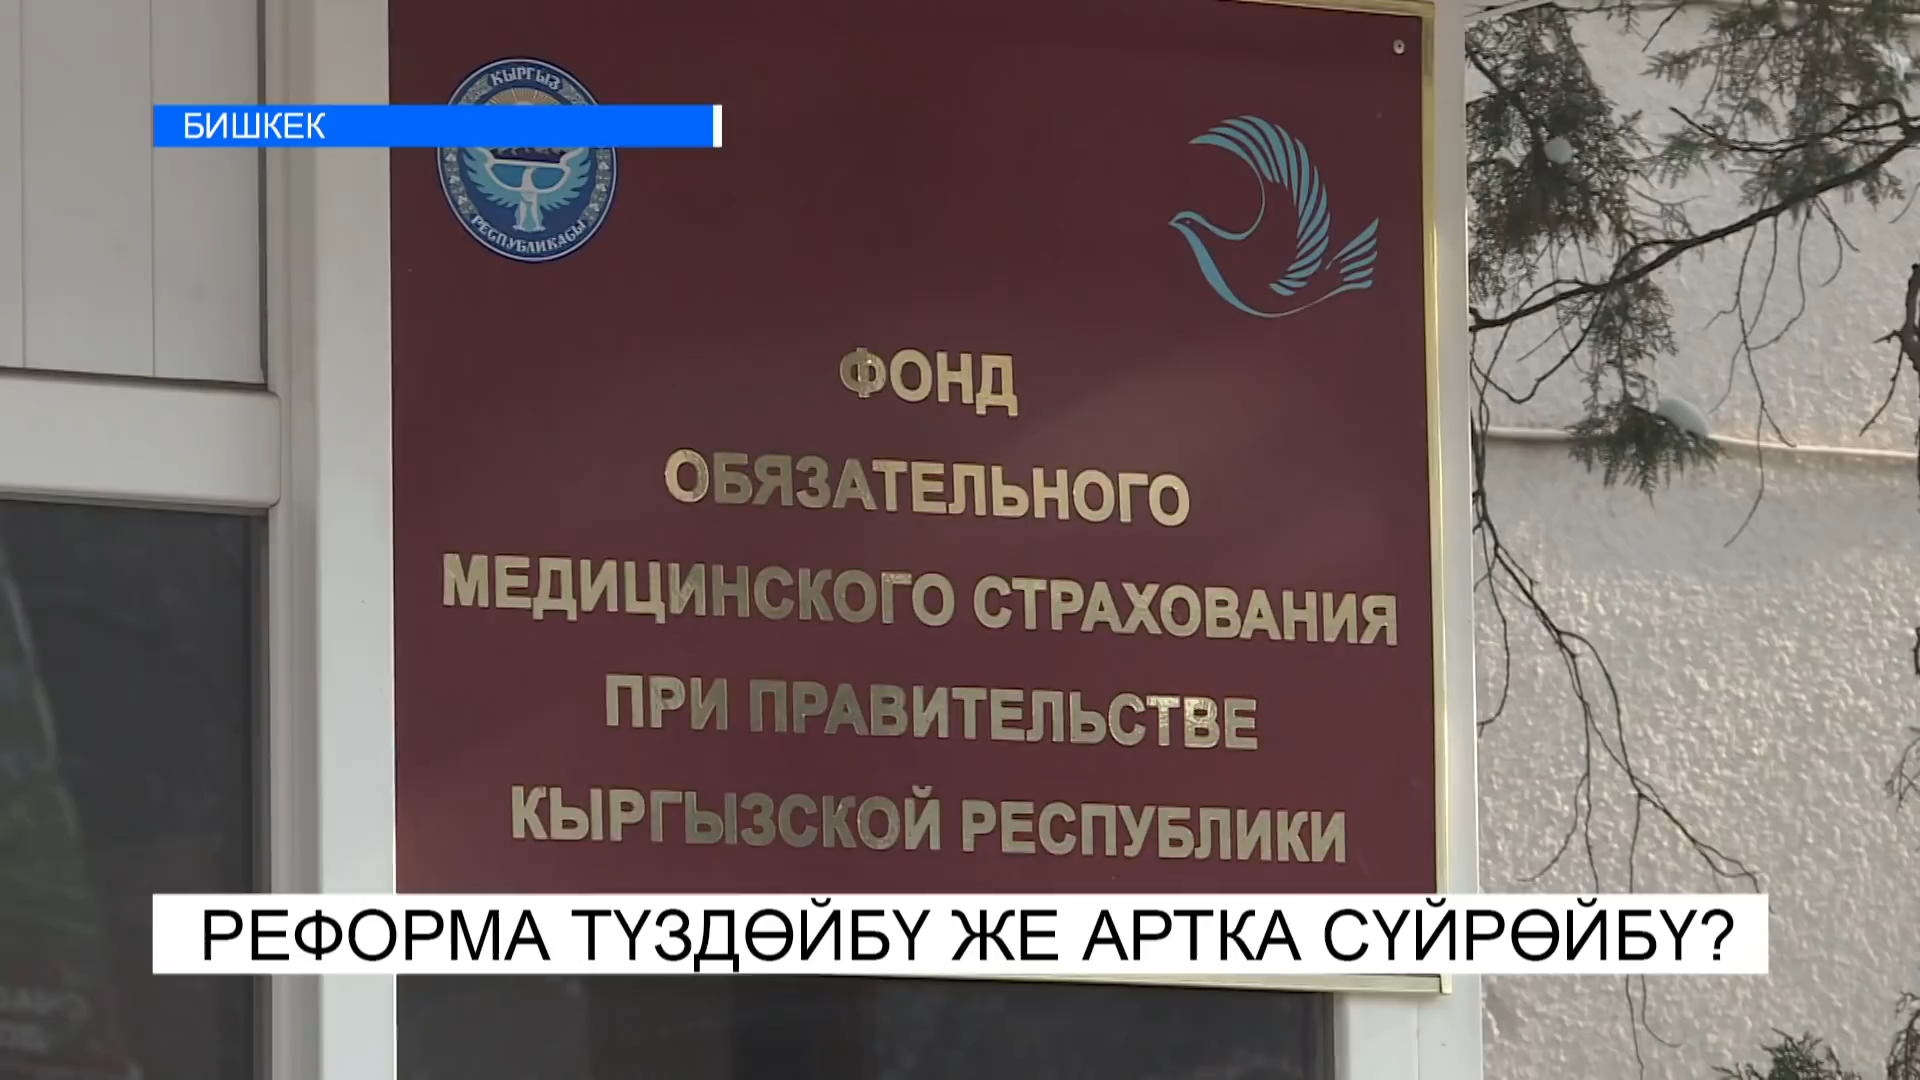 БИШКЕК
КЫРГЫЗ
РЕСПУБЛИКАСЫ
ФОНД
ОБЯЗАТЕЛЬНОГО
МЕДИЦИНСКОГО СТРАХОВАНИЯ
ПРИ ПРАВИТЕЛЬСТВЕ
КЫРГЫЗСКОЙ РЕСПУБЛИКИ
РЕФОРМА ТҮЗДӨЙБҮ ЖЕ АРТКА СҮЙРӨЙБҮ?